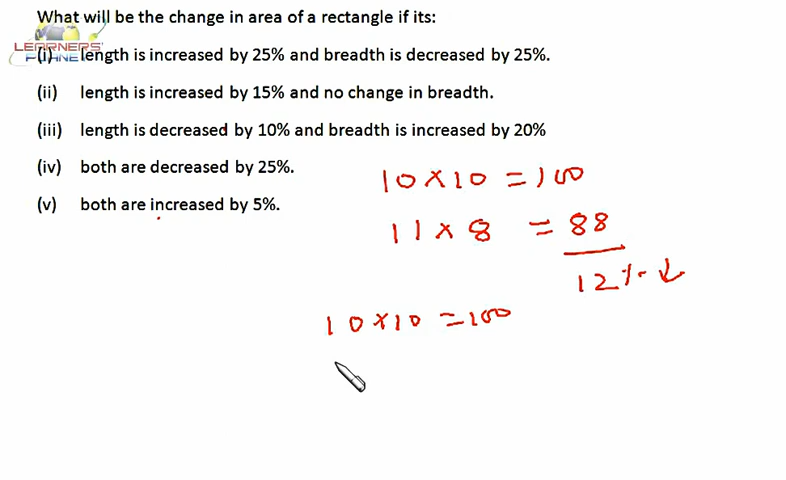 What will be the change in area of a rectangle if its:
LEARNERS'
PLANET
(i) length is increased by 25% and breadth is decreased by 25%.
(ii) length is increased by 15% and no change in breadth.
(iii) length is decreased by 10% and breadth is increased by 20%
(iv) both are decreased by 25%.
10 × 10 = 100
(v) both are increased by 5%.
11 × 8 = 88
12% ↓
10 × 10 = 100